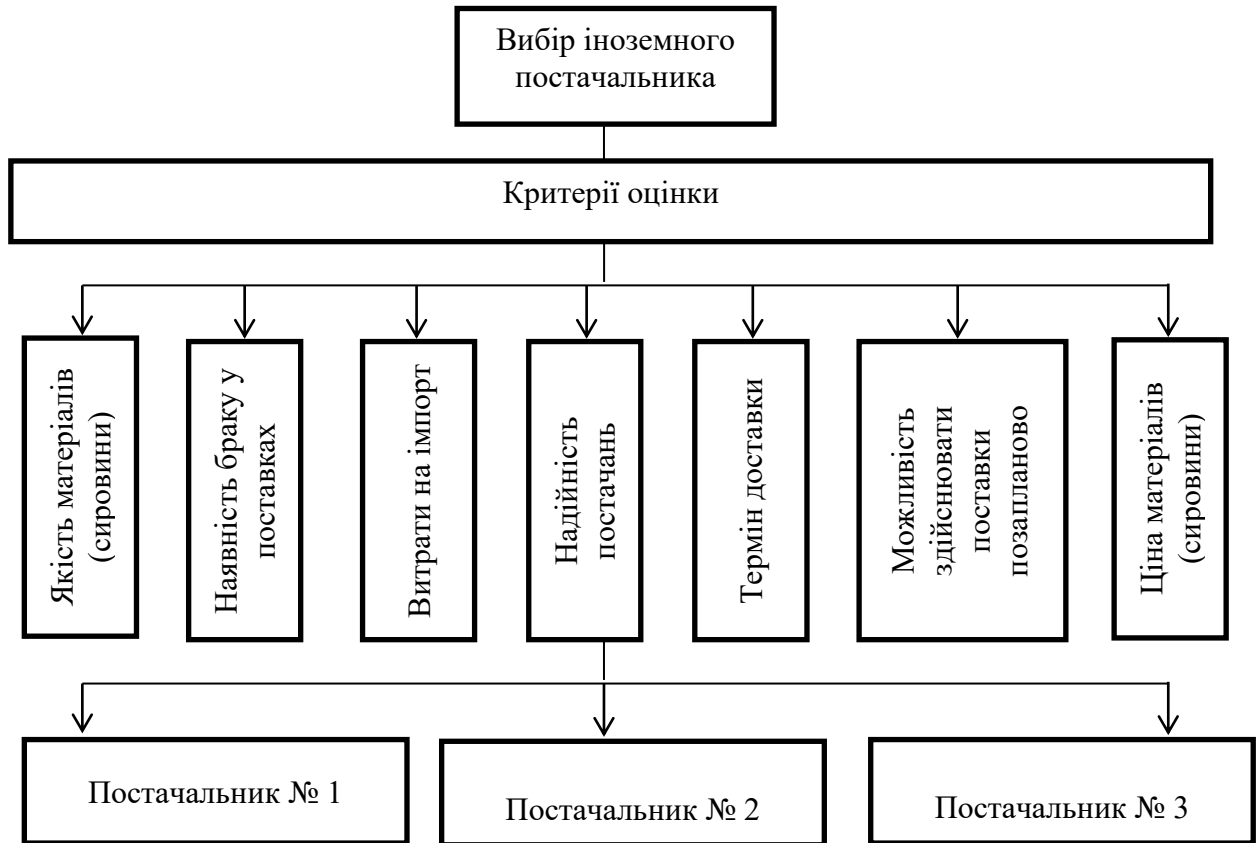 Вибір іноземного
постачальника
Критерії оцінки
Якість матеріалів
(сировини)
Наявність браку у
поставках
Витрати на імпорт
Надійність
постачань
Термін доставки
Можливість
здійснювати
поставки
позапланово
Ціна матеріалів
(сировини)
Постачальник № 1
Постачальник № 2
Постачальник № 3